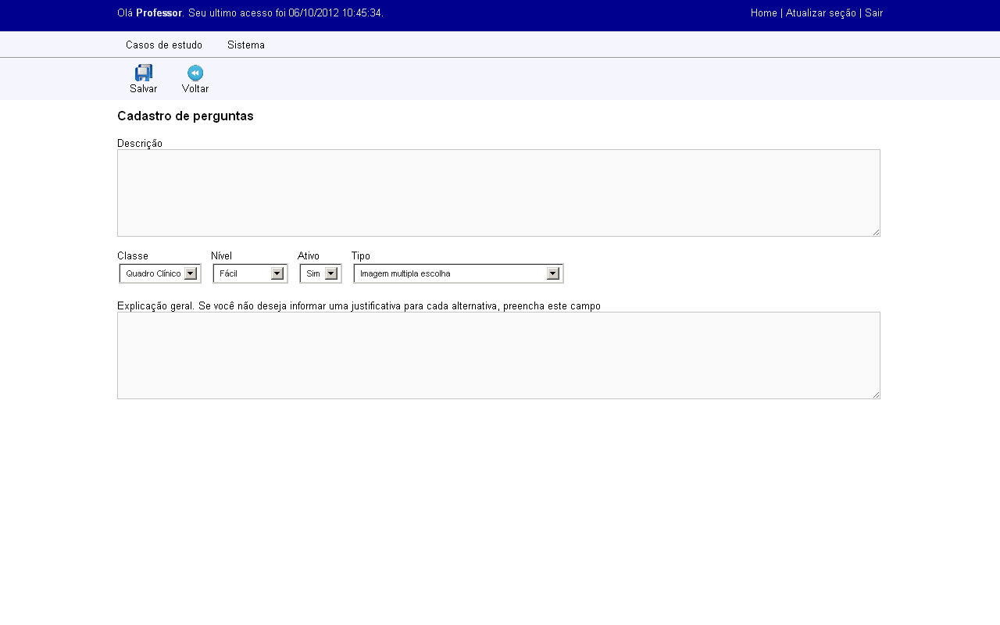 Olá Professor. Seu ultimo acesso foi 06/10/2012 10:45:34. Home | Atualizar seção | Sair
Casos de estudo Sistema
Salvar Voltar
Cadastro de perguntas
Descrição
Classe Nível Ativo Tipo
Quadro Clínico Fácil Sim Imagem multipla escolha
Explicação geral. Se você não deseja informar uma justificativa para cada alternativa, preencha este campo